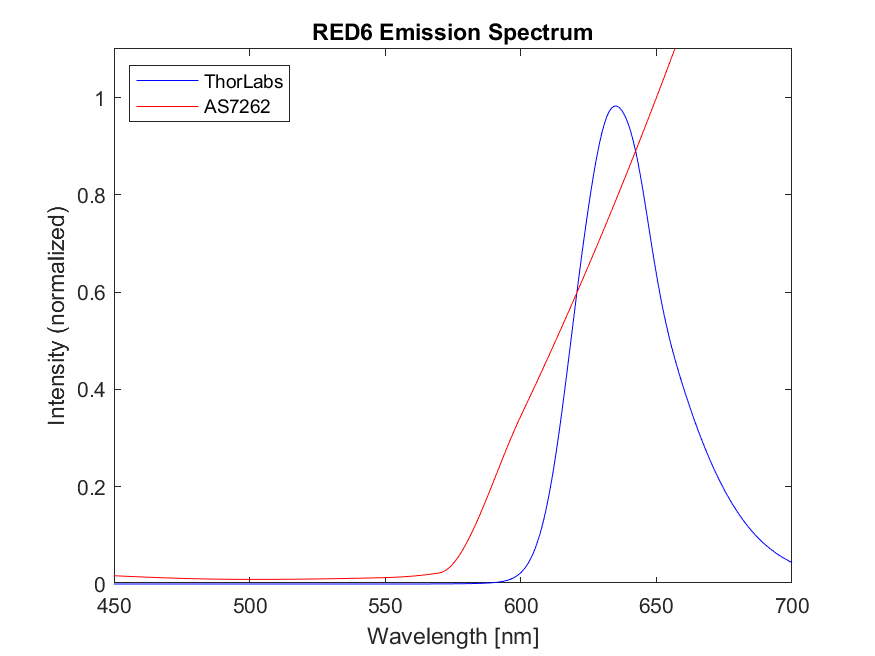 RED6 Emission Spectrum
ThorLabs
AS7262
Intensity (normalized)
1
0.8
0.6
0.4
0.2
0
450 500 550 600 650 700
Wavelength [nm]